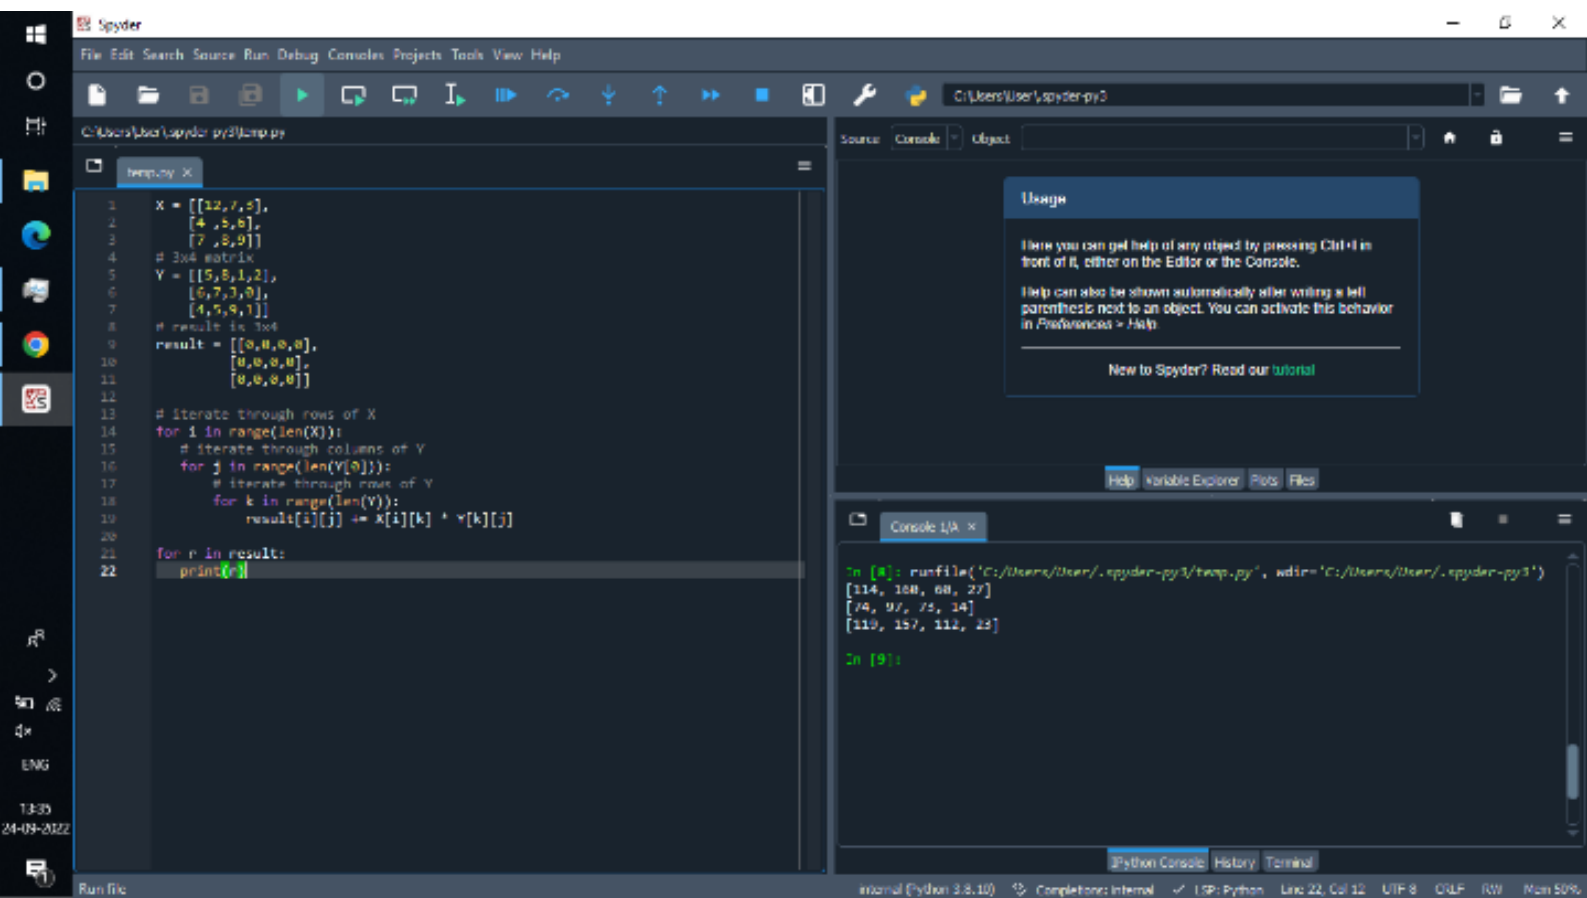 Spyder
File Edit Search Source Run Debug Consoles Projects Tools View Help
C:\Users\User\.spyder-py3
C:\Users\User\.spyder-py3\temp.py
temp.py
1 X = [[12,7,3],
2 [4 ,5,6],
3 [7 ,8,9]]
4 # 3x4 matrix
5 Y = [[5,8,1,2],
6 [6,7,3,0],
7 [4,5,9,1]]
8 # result is 3x4
9 result = [[0,0,0,0],
10 [0,0,0,0],
11 [0,0,0,0]]
12
13 # iterate through rows of X
14 for i in range(len(X)):
15 # iterate through columns of Y
16 for j in range(len(Y[0])):
17 # iterate through rows of Y
18 for k in range(len(Y)):
19 result[i][j] += X[i][k] * Y[k][j]
20
21 for r in result:
22 print(r)
Source Console Object
Usage
Here you can get help of any object by pressing Ctrl+I in
front of it, either on the Editor or the Console.
Help can also be shown automatically after writing a left
parenthesis next to an object. You can activate this behavior
in Preferences > Help.
New to Spyder? Read our tutorial
Help Variable Explorer Plots Files
Console 1/A
In [8]: runfile('C:/Users/User/.spyder-py3/temp.py', wdir='C:/Users/User/.spyder-py3')
[114, 160, 60, 27]
[74, 97, 73, 14]
[119, 157, 112, 23]
In [9]:
IPython Console History Terminal
ENG
13:35
24-09-2022
1
Run file
internal (Python 3.8.10) Completions: internal LSP: Python Line 22, Col 12 UTF-8 CRLF RW Mem 50%